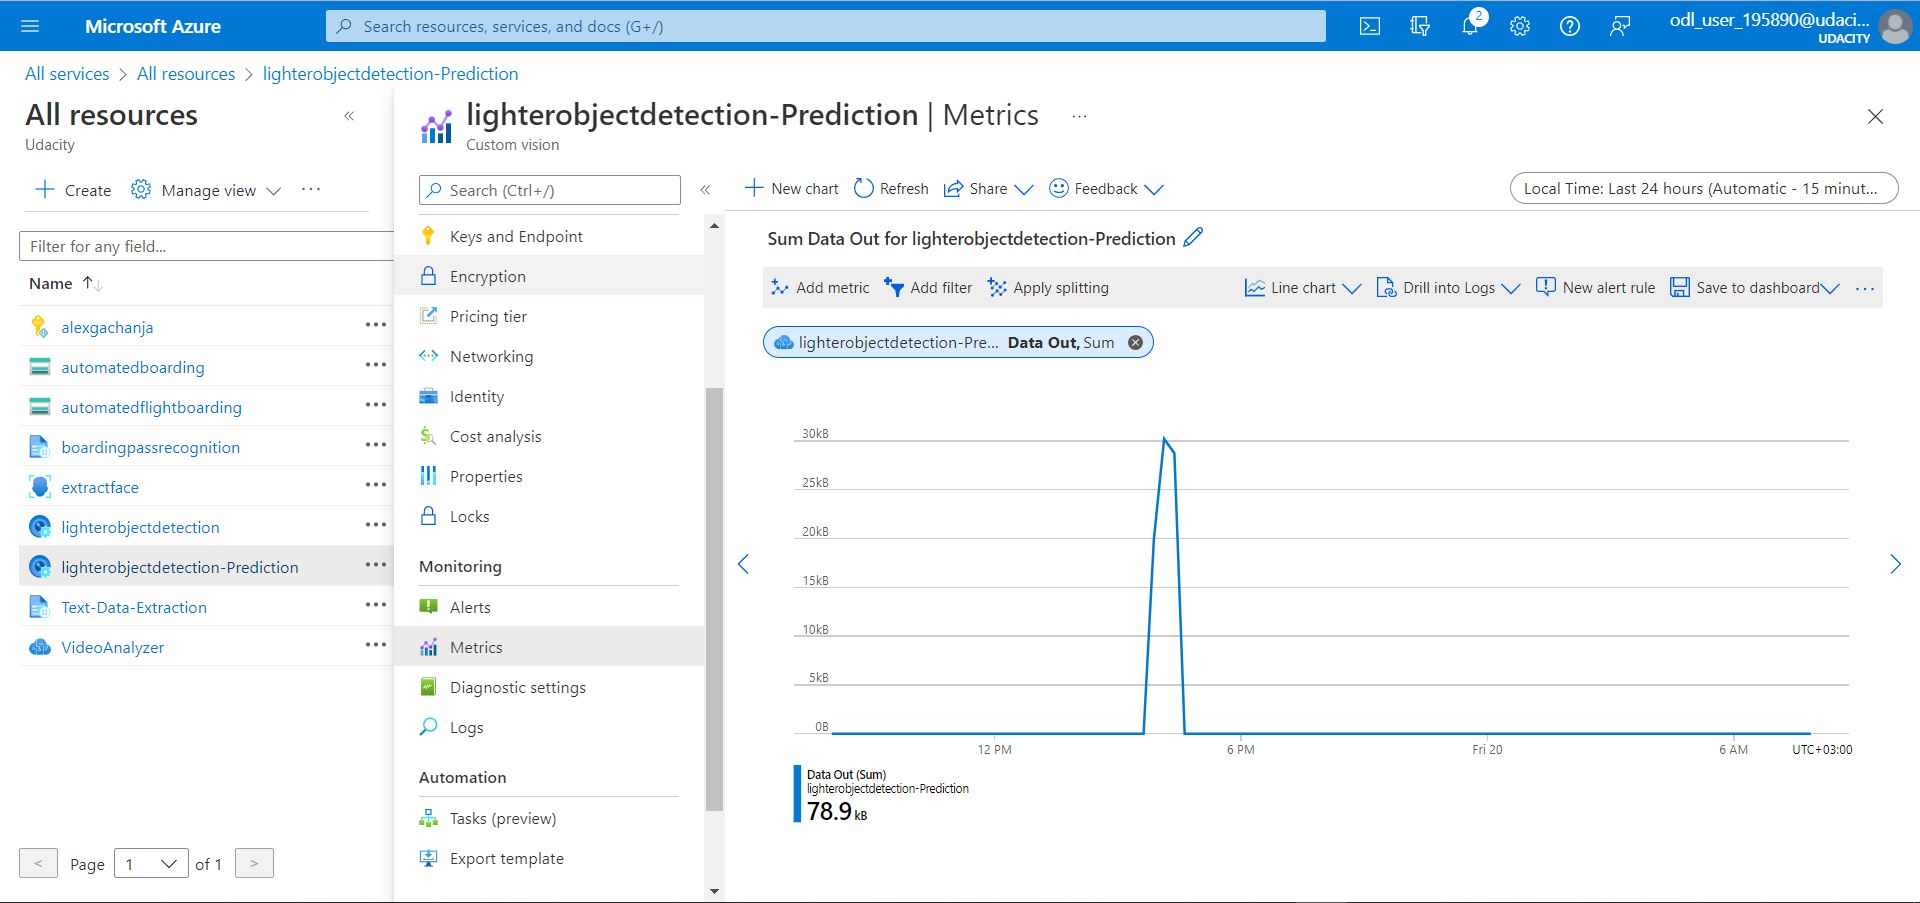 Microsoft Azure
Search resources, services, and docs (G+/)
2
odl_user_195890@udaci...
UDACITY
All services > All resources > lighterobjectdetection-Prediction
All resources
«
Udacity
Create
Manage view
...
Filter for any field...
Name ↑↓
alexgachanja
automatedboarding
automatedflightboarding
boardingpassrecognition
extractface
lighterobjectdetection
lighterobjectdetection-Prediction
Text-Data-Extraction
VideoAnalyzer
< Page 1 of 1 >
lighterobjectdetection-Prediction | Metrics ...
Custom vision
Search (Ctrl+/)
«
Keys and Endpoint
Encryption
Pricing tier
Networking
Identity
Cost analysis
Properties
Locks
Monitoring
Alerts
Metrics
Diagnostic settings
Logs
Automation
Tasks (preview)
Export template
New chart Refresh Share Feedback
Local Time: Last 24 hours (Automatic - 15 minut...
Sum Data Out for lighterobjectdetection-Prediction
Add metric Add filter Apply splitting Line chart Drill into Logs New alert rule Save to dashboard ...
lighterobjectdetection-Pre... Data Out, Sum
30kB
25kB
20kB
15kB
10kB
5kB
0B
12 PM 6 PM Fri 20 6 AM UTC+03:00
Data Out (Sum)
lighterobjectdetection-Prediction
78.9 kB